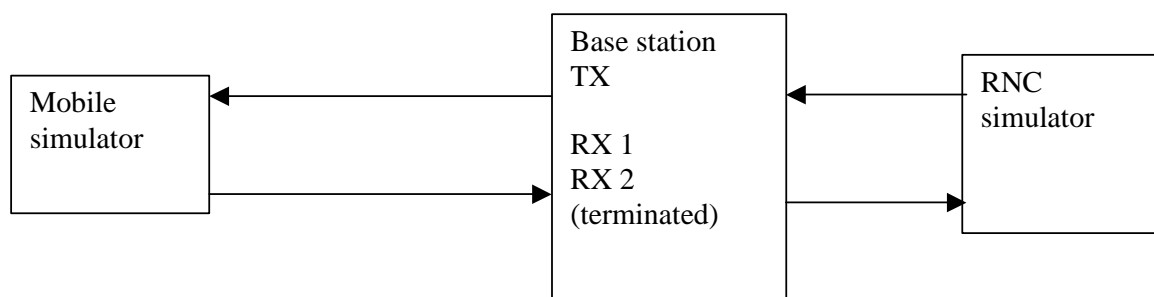 Mobile
simulator
Base station
TX
RX 1
RX 2
(terminated)
RNC
simulator